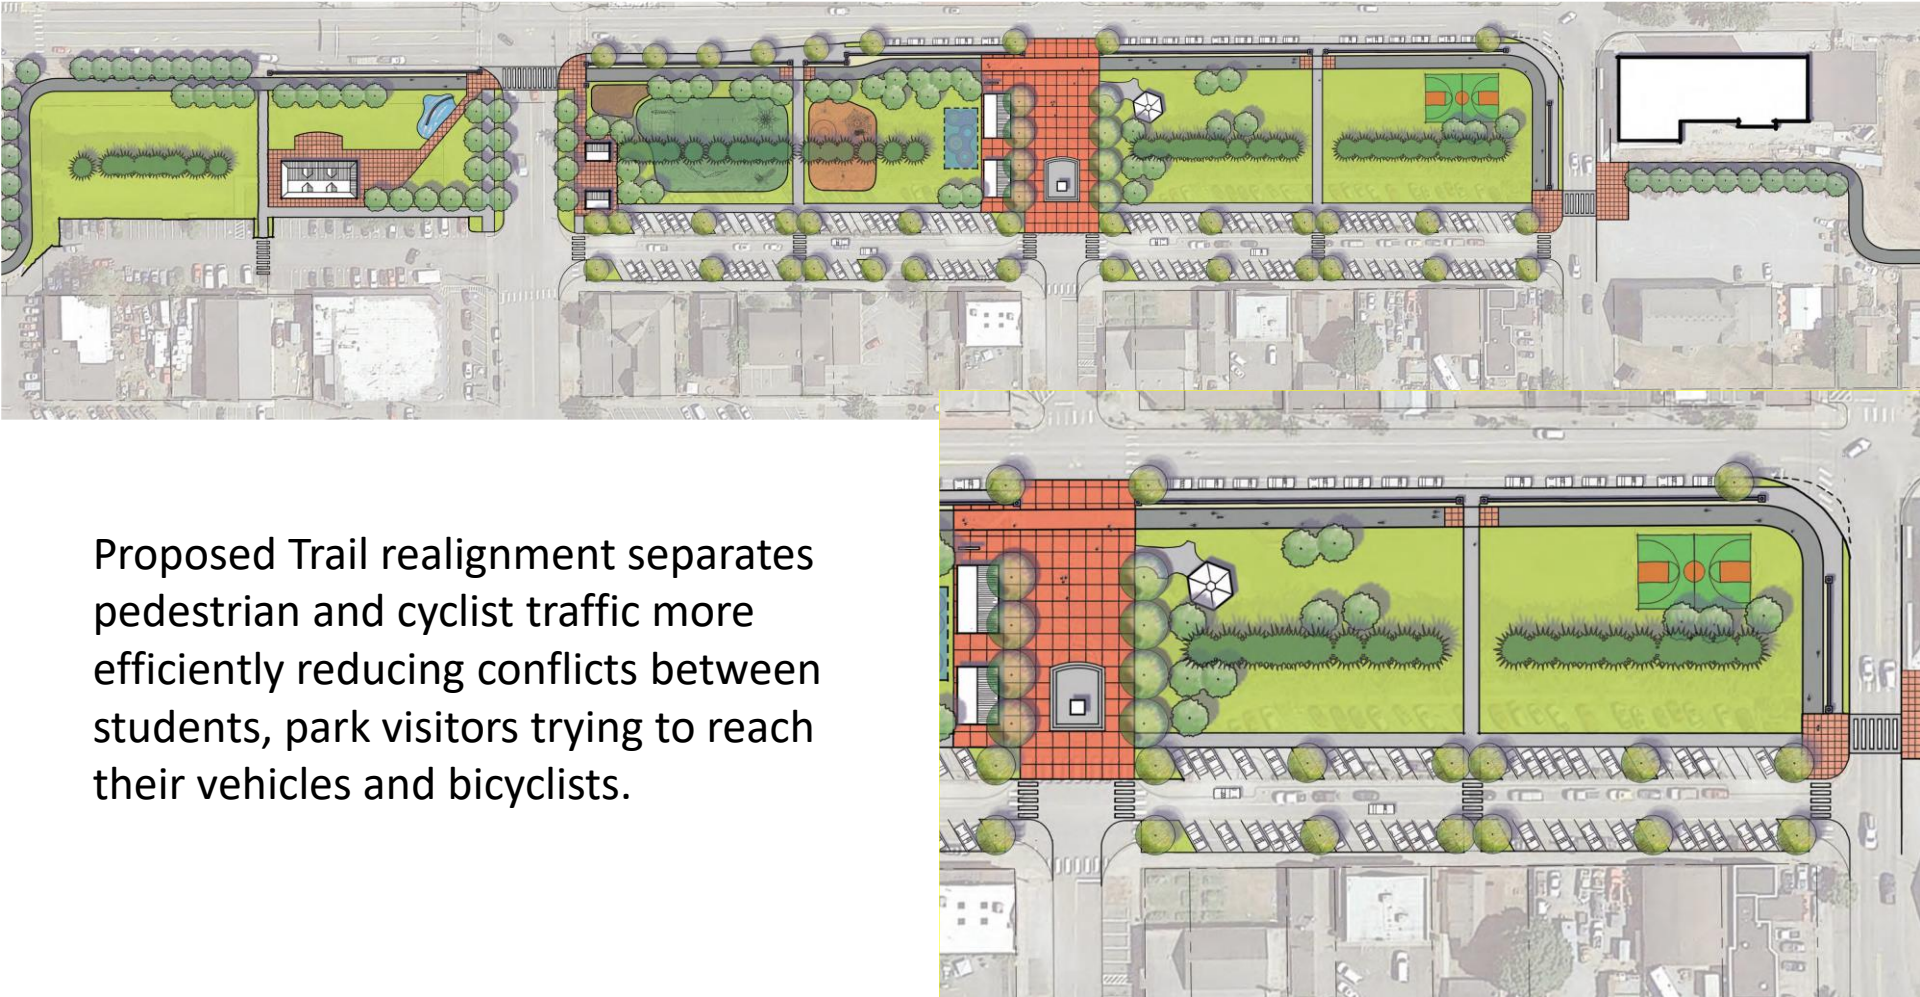 Proposed Trail realignment separates
pedestrian and cyclist traffic more
efficiently reducing conflicts between
students, park visitors trying to reach
their vehicles and bicyclists.